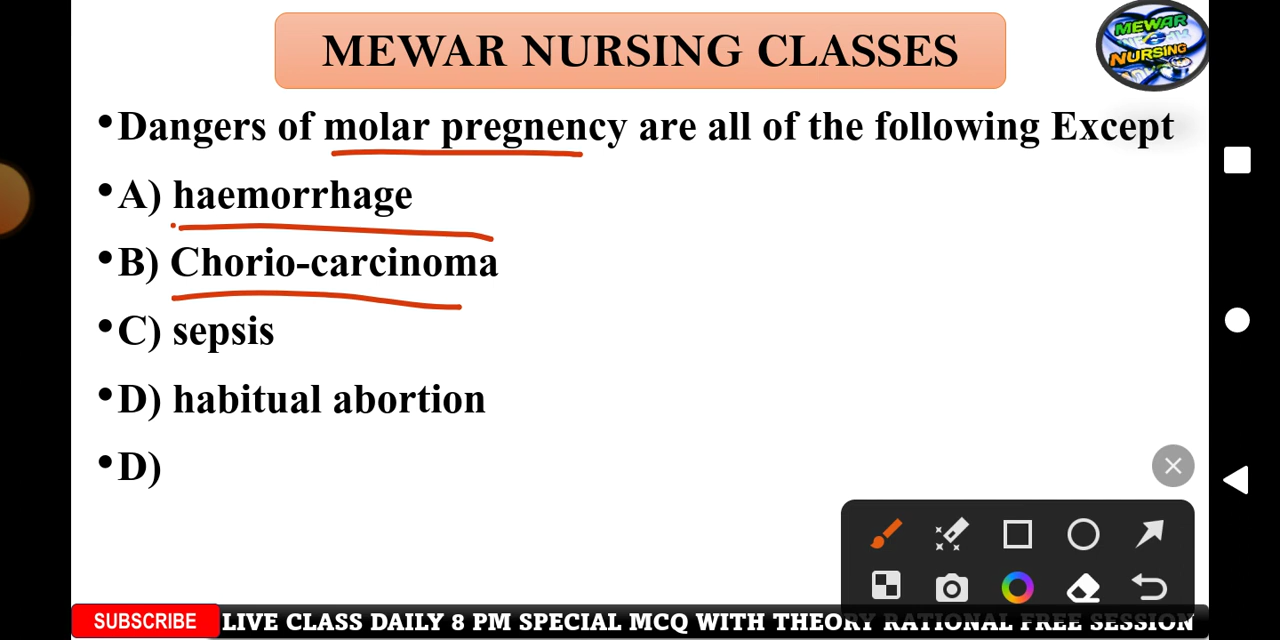 MEWAR NURSING CLASSES
MEWAR
NURSING
•Dangers of molar pregnency are all of the following Except
•A) haemorrhage
•B) Chorio-carcinoma
•C) sepsis
•D) habitual abortion
•D)
SUBSCRIBE LIVE CLASS DAILY 8 PM SPECIAL MCQ WITH THEORY RATIONAL FREE SESSION